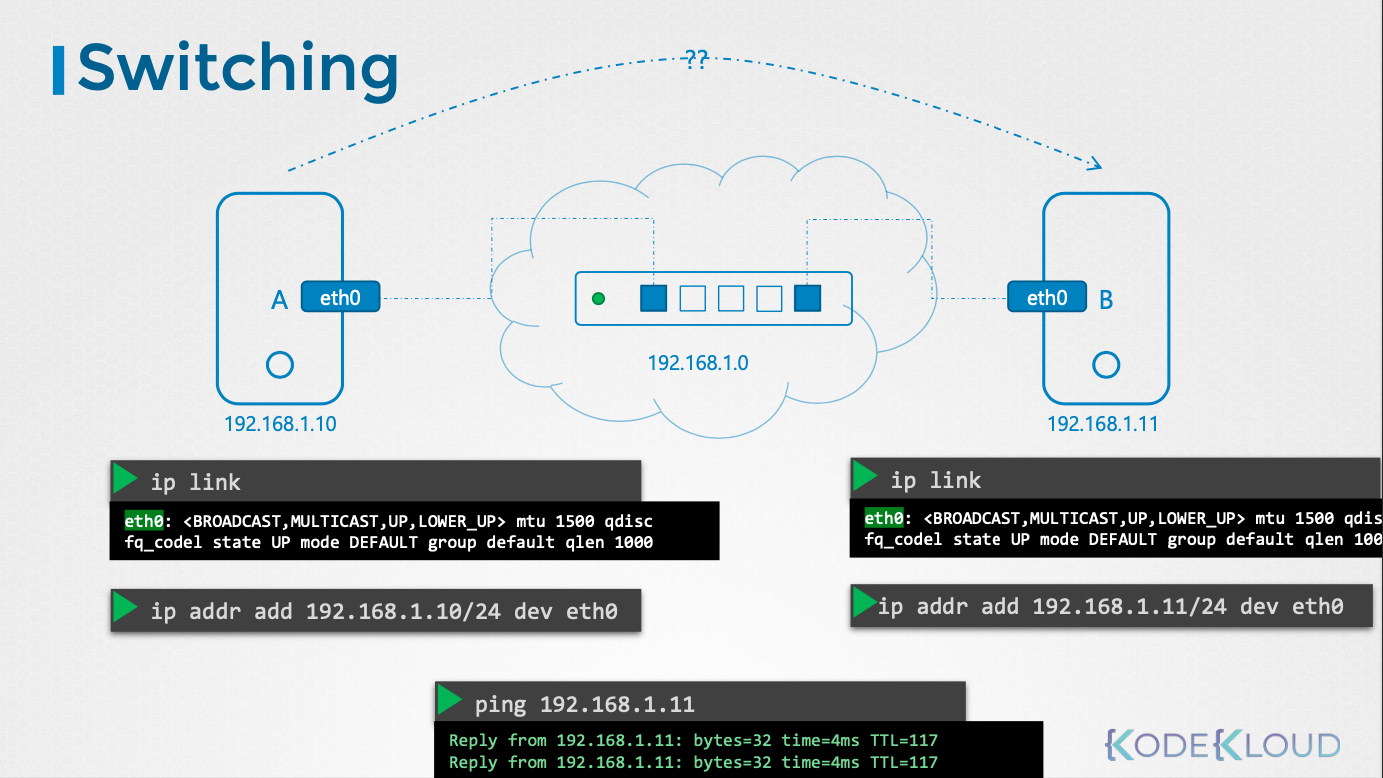 Switching
??
A
eth0
eth0
B
192.168.1.0
192.168.1.10
192.168.1.11
ip link
eth0: <BROADCAST,MULTICAST,UP,LOWER_UP> mtu 1500 qdisc
fq_codel state UP mode DEFAULT group default qlen 1000
ip addr add 192.168.1.10/24 dev eth0
ip link
eth0: <BROADCAST,MULTICAST,UP,LOWER_UP> mtu 1500 qdis
fq_codel state UP mode DEFAULT group default qlen 100
ip addr add 192.168.1.11/24 dev eth0
ping 192.168.1.11
Reply from 192.168.1.11: bytes=32 time=4ms TTL=117
Reply from 192.168.1.11: bytes=32 time=4ms TTL=117
KODEKLOUD